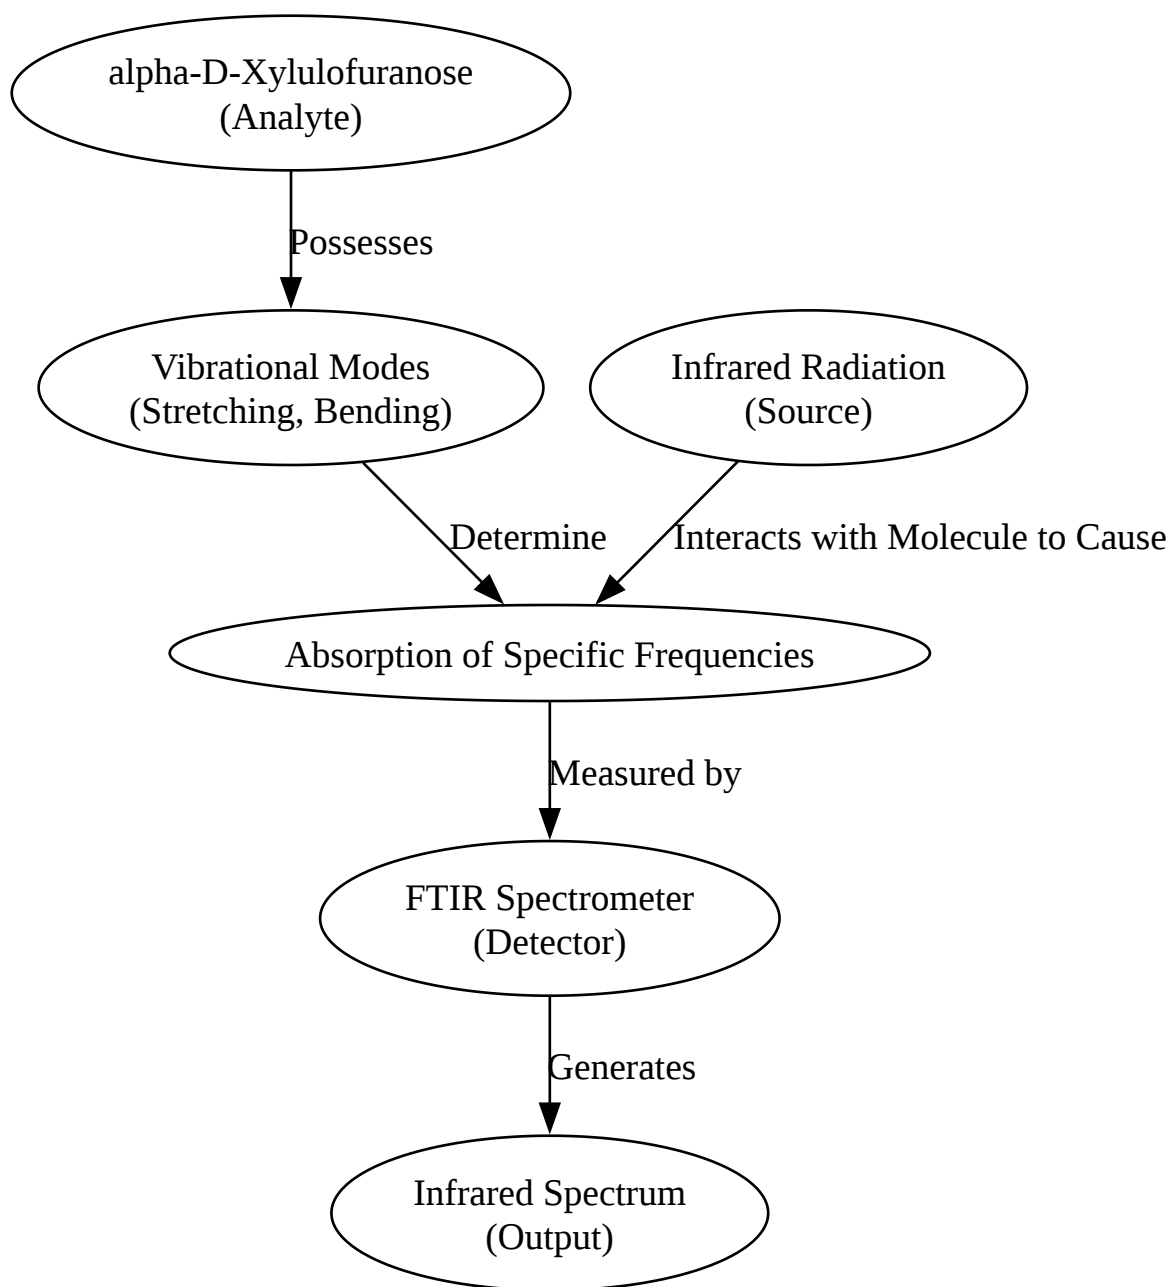 alpha-D-Xylulofuranose
(Analyte)
Possesses
Vibrational Modes
(Stretching, Bending)
Infrared Radiation
(Source)
Determine
Interacts with Molecule to Cause
Absorption of Specific Frequencies
Measured by
FTIR Spectrometer
(Detector)
Generates
Infrared Spectrum
(Output)